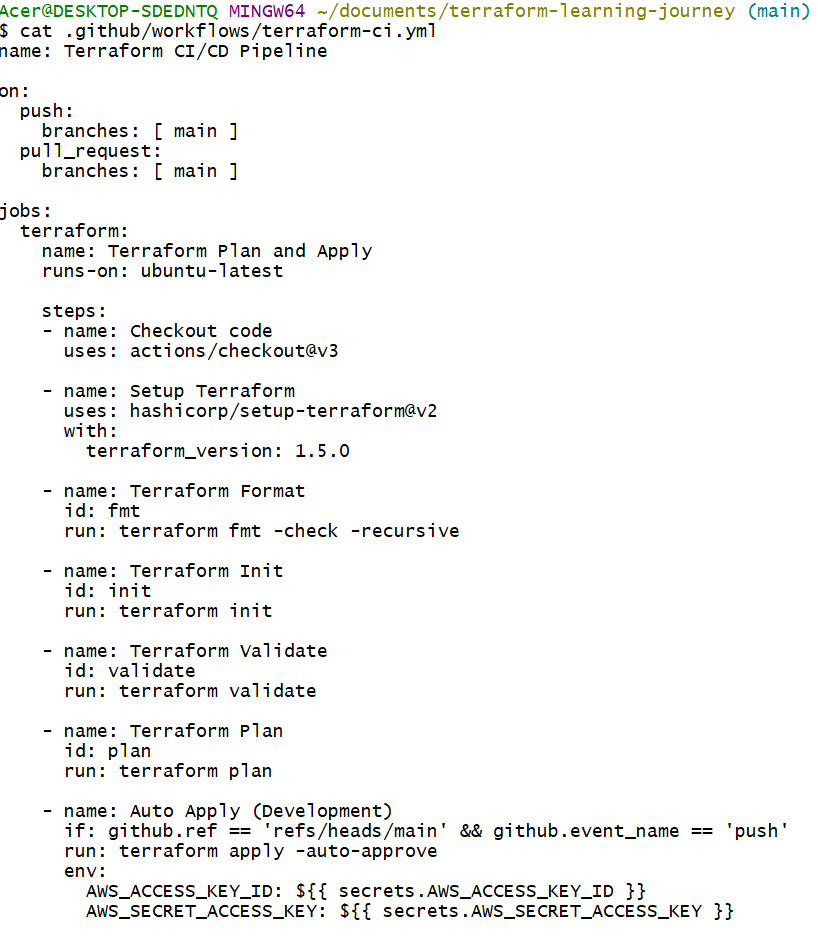 Acer@DESKTOP-SDEDNTQ MINGW64 ~/documents/terraform-learning-journey (main)
$ cat .github/workflows/terraform-ci.yml
name: Terraform CI/CD Pipeline

on:
  push:
    branches: [ main ]
  pull_request:
    branches: [ main ]

jobs:
  terraform:
    name: Terraform Plan and Apply
    runs-on: ubuntu-latest

    steps:
    - name: Checkout code
      uses: actions/checkout@v3

    - name: Setup Terraform
      uses: hashicorp/setup-terraform@v2
      with:
        terraform_version: 1.5.0

    - name: Terraform Format
      id: fmt
      run: terraform fmt -check -recursive

    - name: Terraform Init
      id: init
      run: terraform init

    - name: Terraform Validate
      id: validate
      run: terraform validate

    - name: Terraform Plan
      id: plan
      run: terraform plan

    - name: Auto Apply (Development)
      if: github.ref == 'refs/heads/main' && github.event_name == 'push'
      run: terraform apply -auto-approve
      env:
        AWS_ACCESS_KEY_ID: ${{ secrets.AWS_ACCESS_KEY_ID }}
        AWS_SECRET_ACCESS_KEY: ${{ secrets.AWS_SECRET_ACCESS_KEY }}